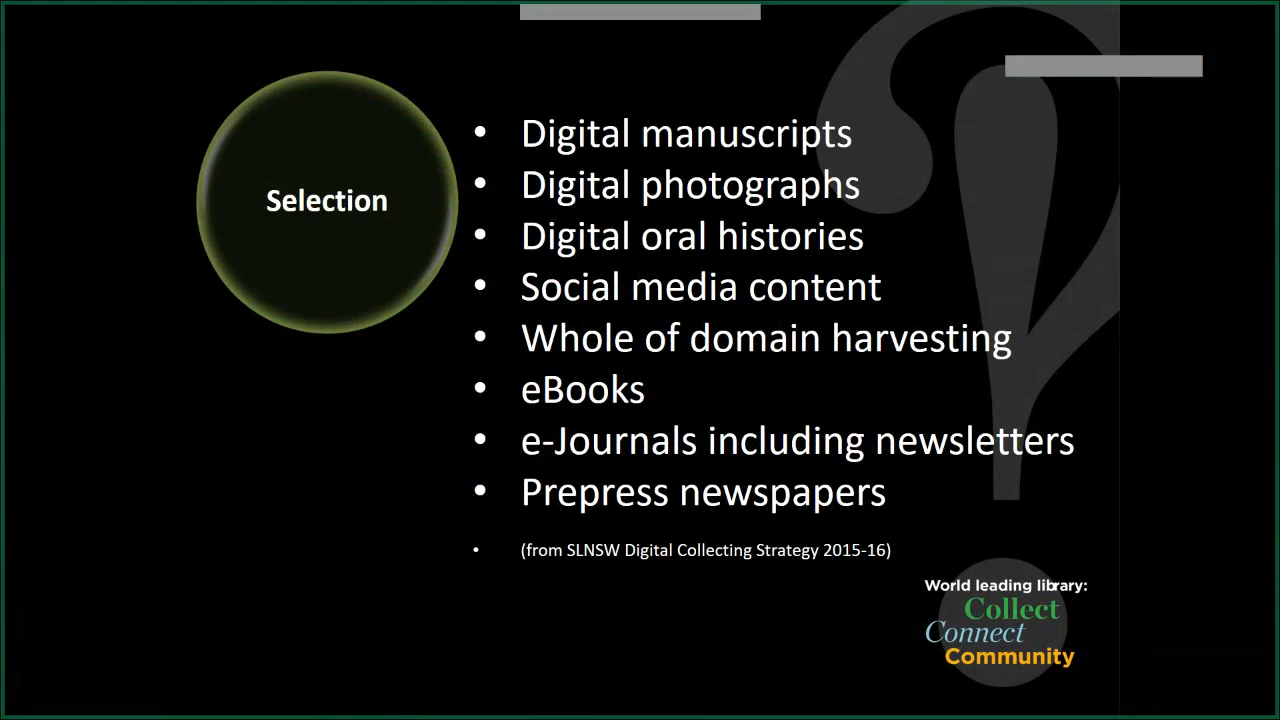 Selection
• Digital manuscripts
• Digital photographs
• Digital oral histories
• Social media content
• Whole of domain harvesting
• eBooks
• e-Journals including newsletters
• Prepress newspapers
• (from SLNSW Digital Collecting Strategy 2015-16)
World leading library:
Collect
Connect
Community